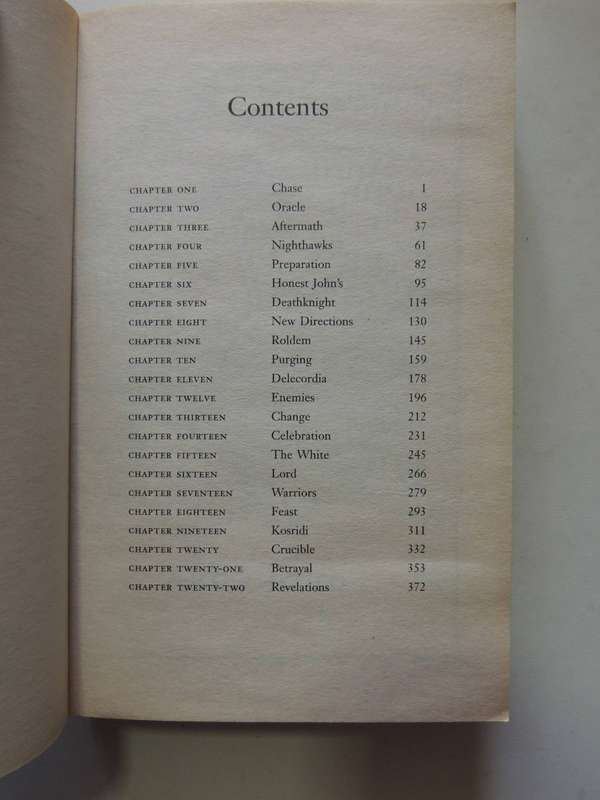 Contents
CHAPTER ONE Chase 1
CHAPTER TWO Oracle 18
CHAPTER THREE Aftermath 37
CHAPTER FOUR Nighthawks 61
CHAPTER FIVE Preparation 82
CHAPTER SIX Honest John's 95
CHAPTER SEVEN Deathknight 114
CHAPTER EIGHT New Directions 130
CHAPTER NINE Roldem 145
CHAPTER TEN Purging 159
CHAPTER ELEVEN Delecordia 178
CHAPTER TWELVE Enemies 196
CHAPTER THIRTEEN Change 212
CHAPTER FOURTEEN Celebration 231
CHAPTER FIFTEEN The White 245
CHAPTER SIXTEEN Lord 266
CHAPTER SEVENTEEN Warriors 279
CHAPTER EIGHTEEN Feast 293
CHAPTER NINETEEN Kosridi 311
CHAPTER TWENTY Crucible 332
CHAPTER TWENTY-ONE Betrayal 353
CHAPTER TWENTY-TWO Revelations 372